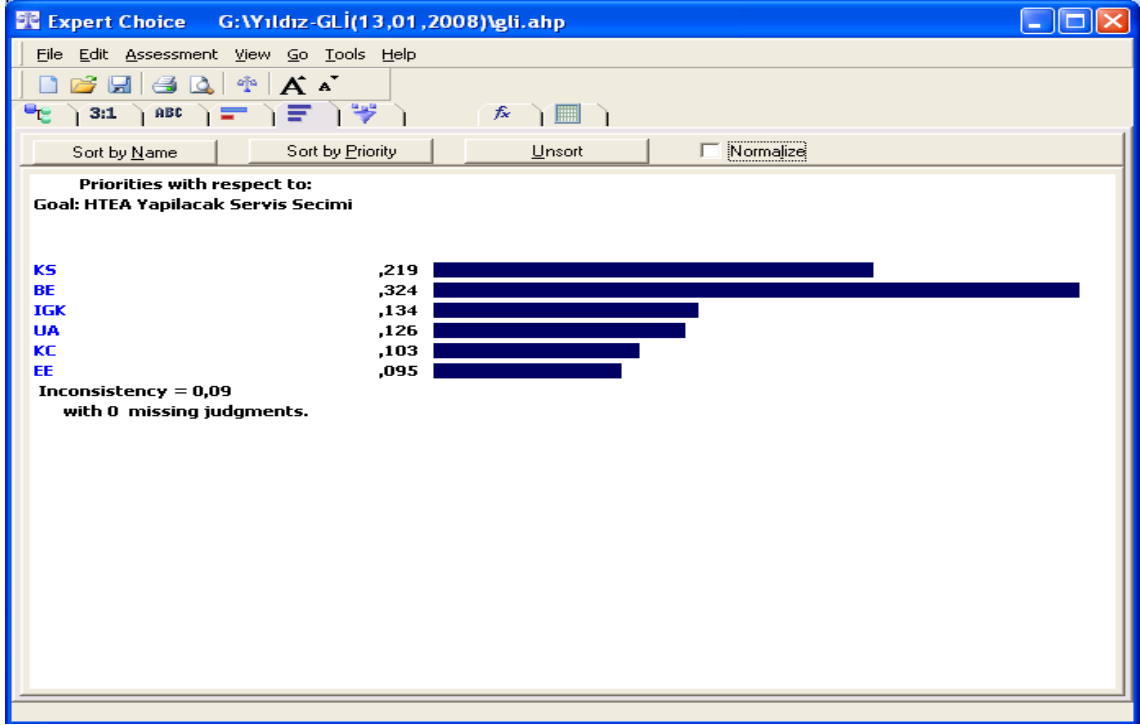 Expert Choice G:\Yıldız-GLİ(13,01,2008)\gli.ahp
File Edit Assessment View Go Tools Help
A A
3:1 ABC fx
Sort by Name Sort by Priority Unsort Normalize
Priorities with respect to:
Goal: HTEA Yapilacak Servis Secimi
KS ,219
BE ,324
IGK ,134
UA ,126
KC ,103
EE ,095
Inconsistency = 0,09
with 0 missing judgments.